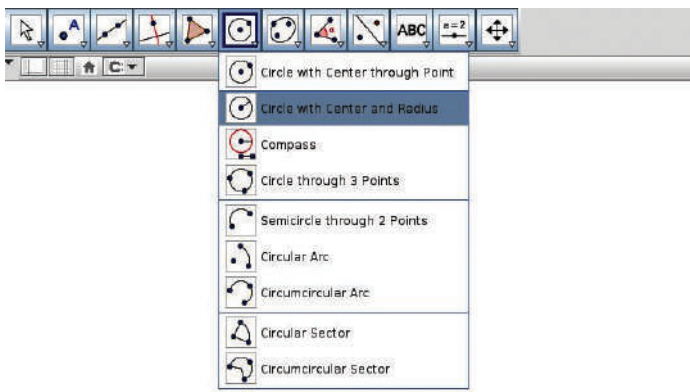 A
ABC
a=2
C:
Circle with Center through Point
Circle with Center and Radius
Compass
Circle through 3 Points
Semicircle through 2 Points
Circular Arc
Circumcircular Arc
Circular Sector
Circumcircular Sector